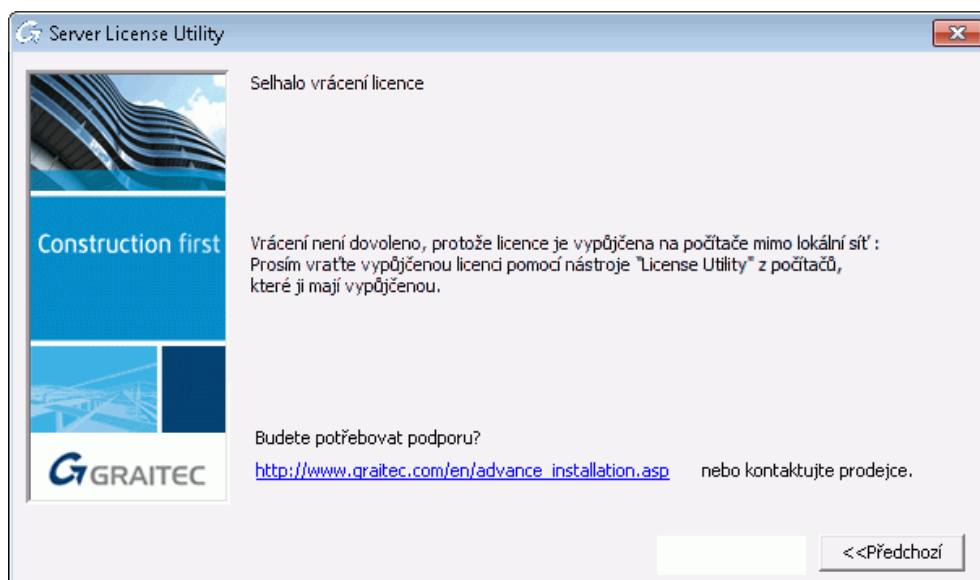 Server License Utility
Selhalo vrácení licence
Construction first
Vrácení není dovoleno, protože licence je vypůjčena na počítače mimo lokální síť :
Prosím vraťte vypůjčenou licenci pomocí nástroje "License Utility" z počítačů,
které ji mají vypůjčenou.
Budete potřebovat podporu?
http://www.graitec.com/en/advance_installation.asp nebo kontaktujte prodejce.
GRAITEC
<<Předchozí